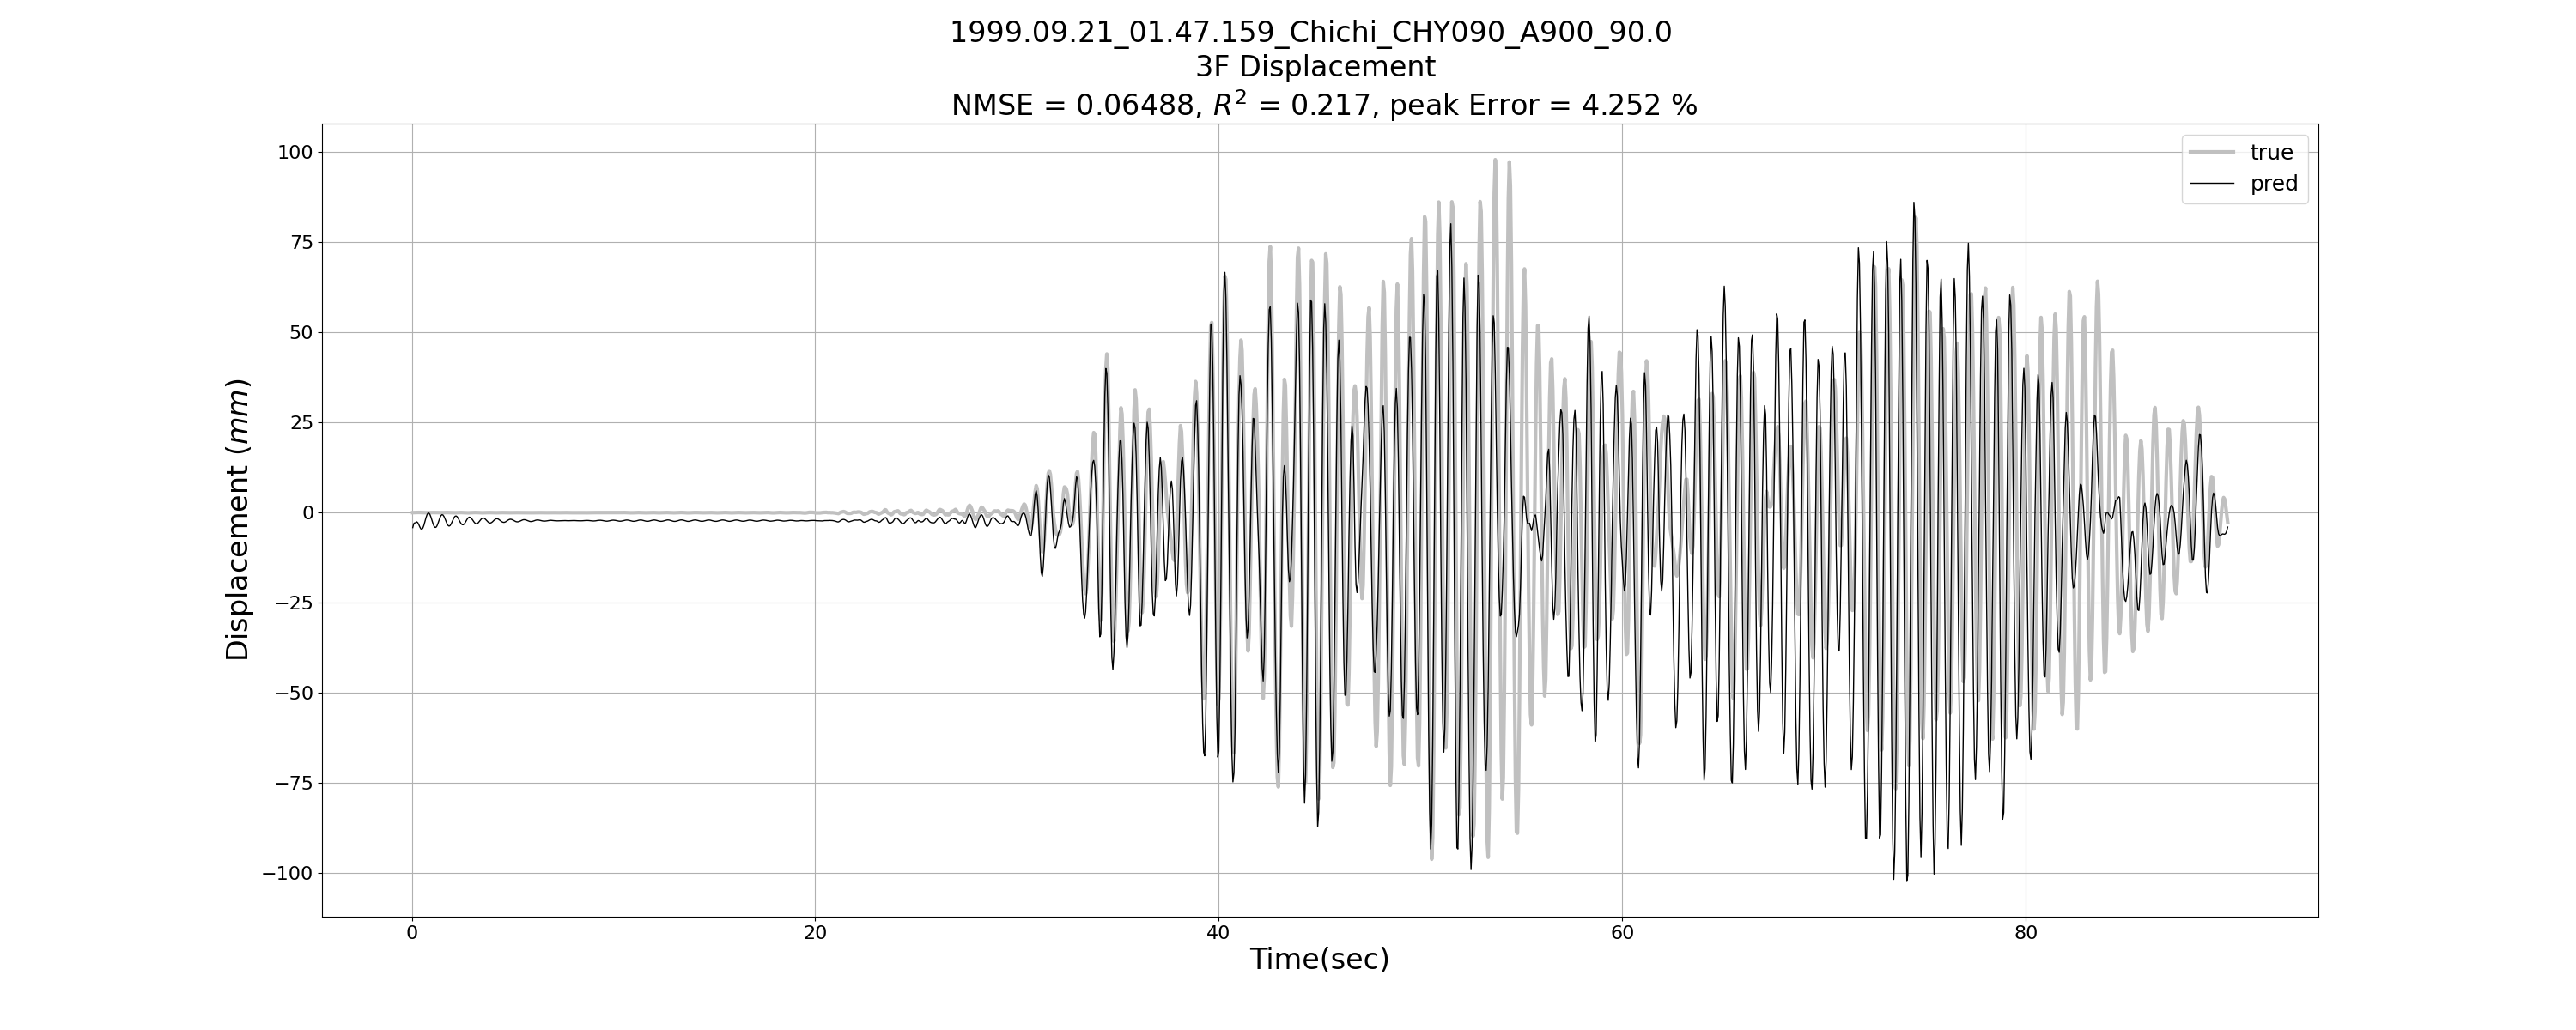 1999.09.21_01.47.159_Chichi_CHY090_A900_90.0
3F Displacement
NMSE = 0.06488, R² = 0.217, peak Error = 4.252 %
true
pred
100
75
50
25
0
−25
−50
−75
−100
Displacement (mm)
0 20 40 60 80
Time(sec)